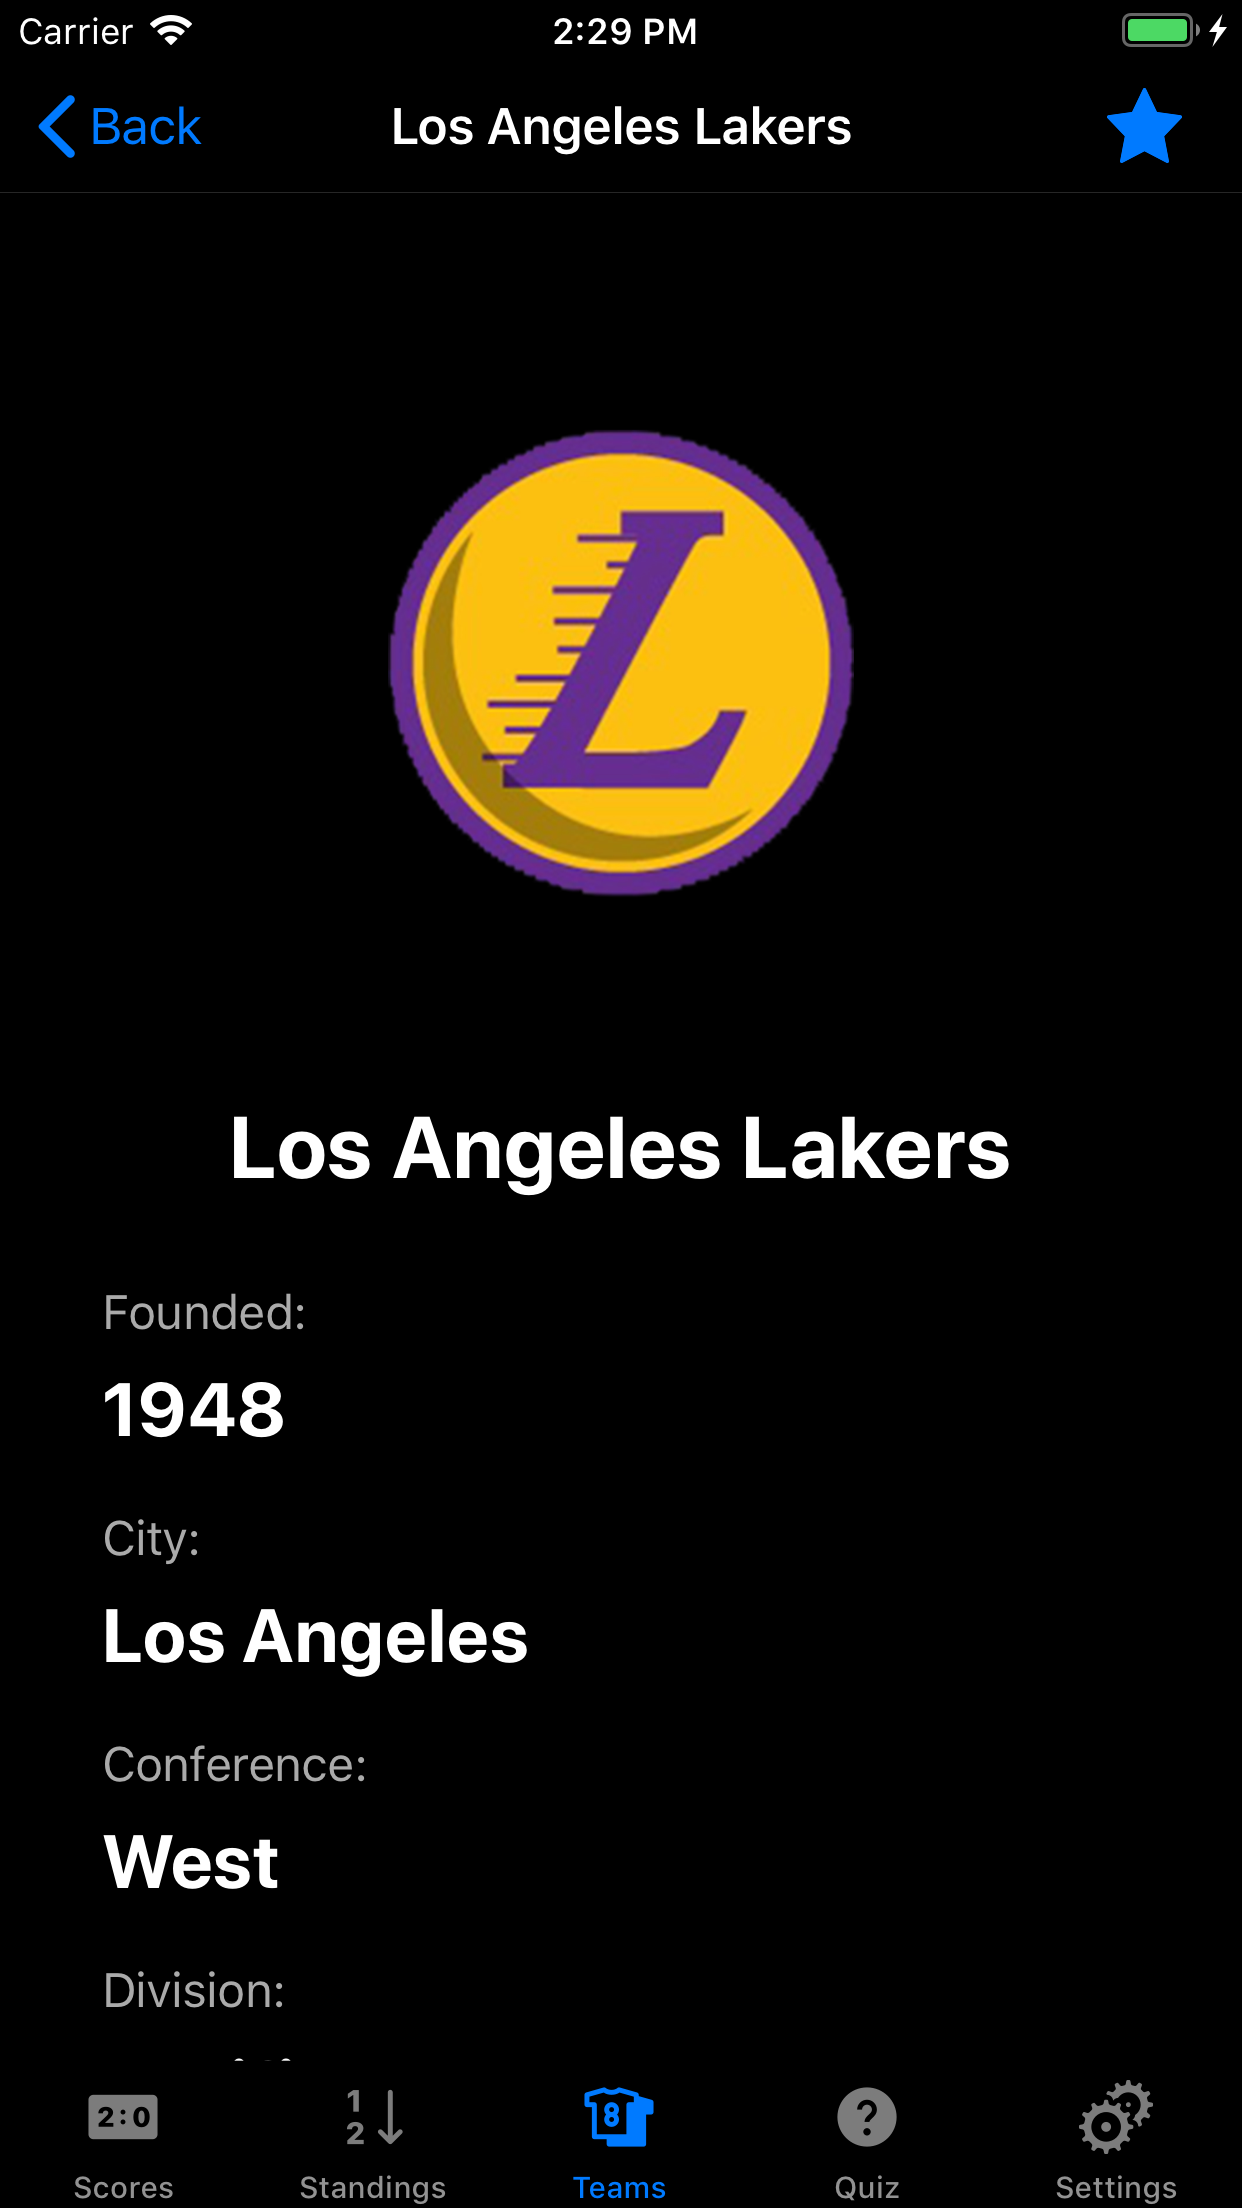 Carrier 2:29 PM
Back Los Angeles Lakers
L
Los Angeles Lakers
Founded:
1948
City:
Los Angeles
Conference:
West
Division:
2:0 1 2 8 ?
Scores Standings Teams Quiz Settings